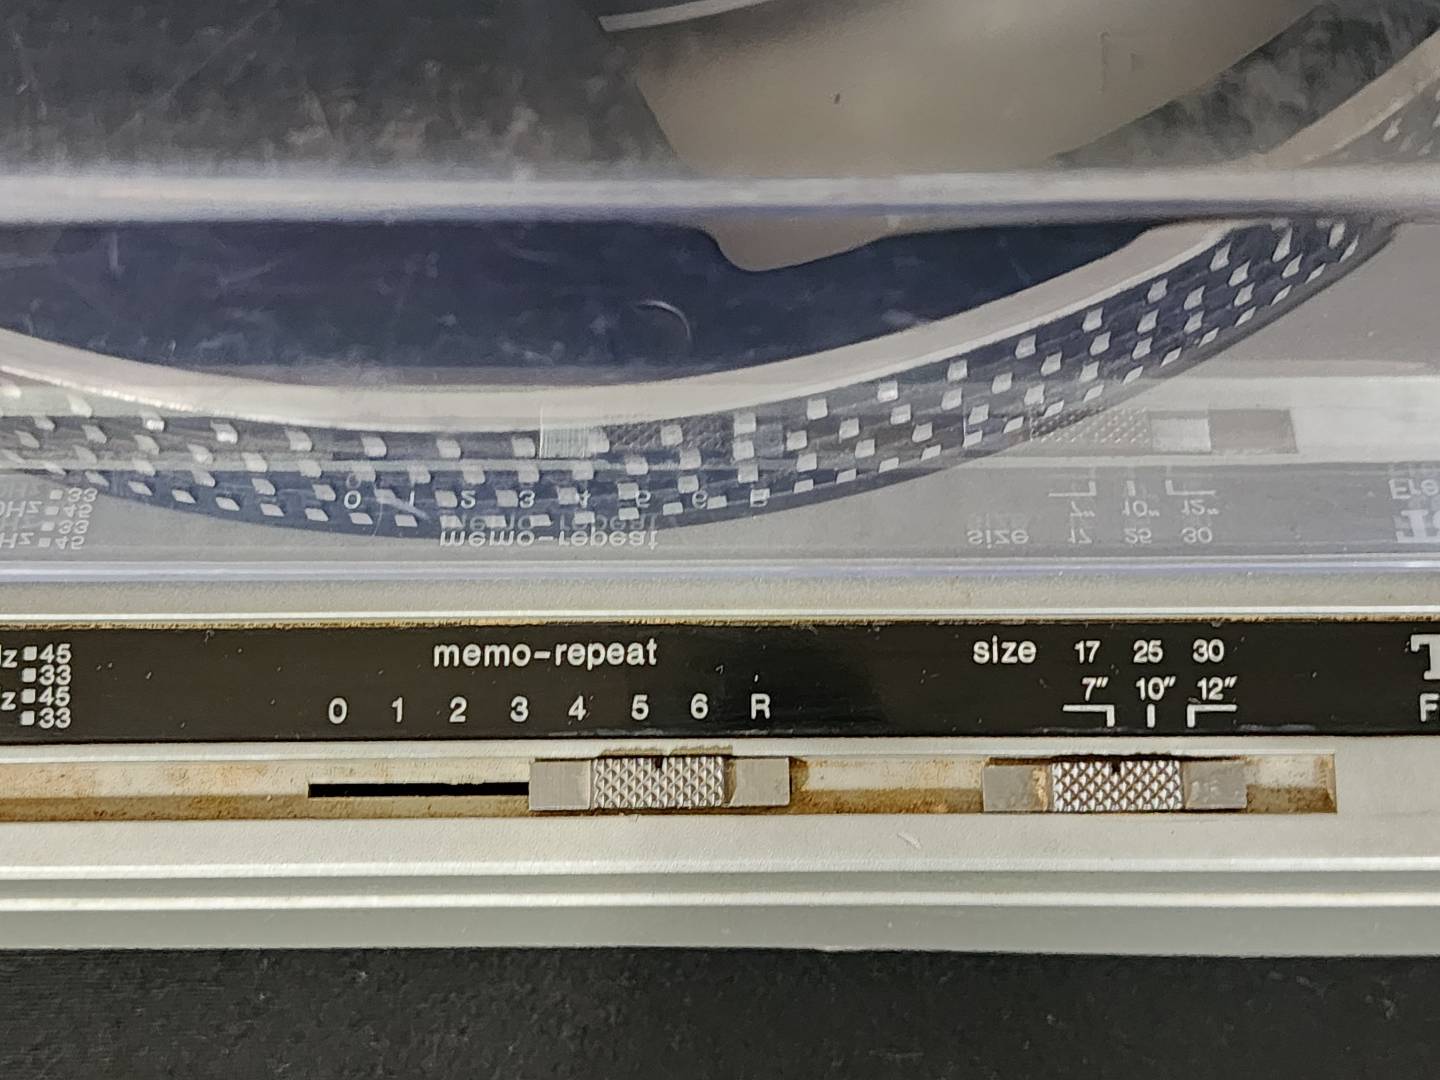 z ■ 45
■ 33
z ■ 45
■ 33
memo-repeat
0 1 2 3 4 5 6 R
size 17 25 30
7" 10" 12"
T
F